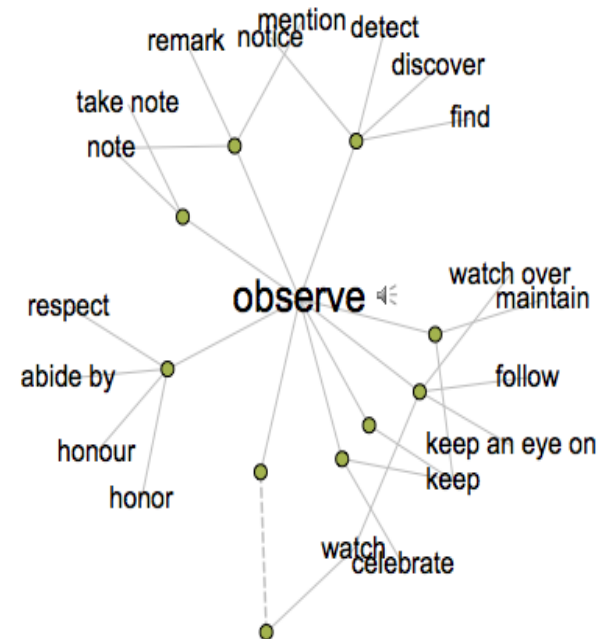 mention
notice
detect
remark
discover
take note
find
note
watch over
observe
maintain
respect
follow
abide by
keep an eye on
honour
keep
honor
watch
celebrate